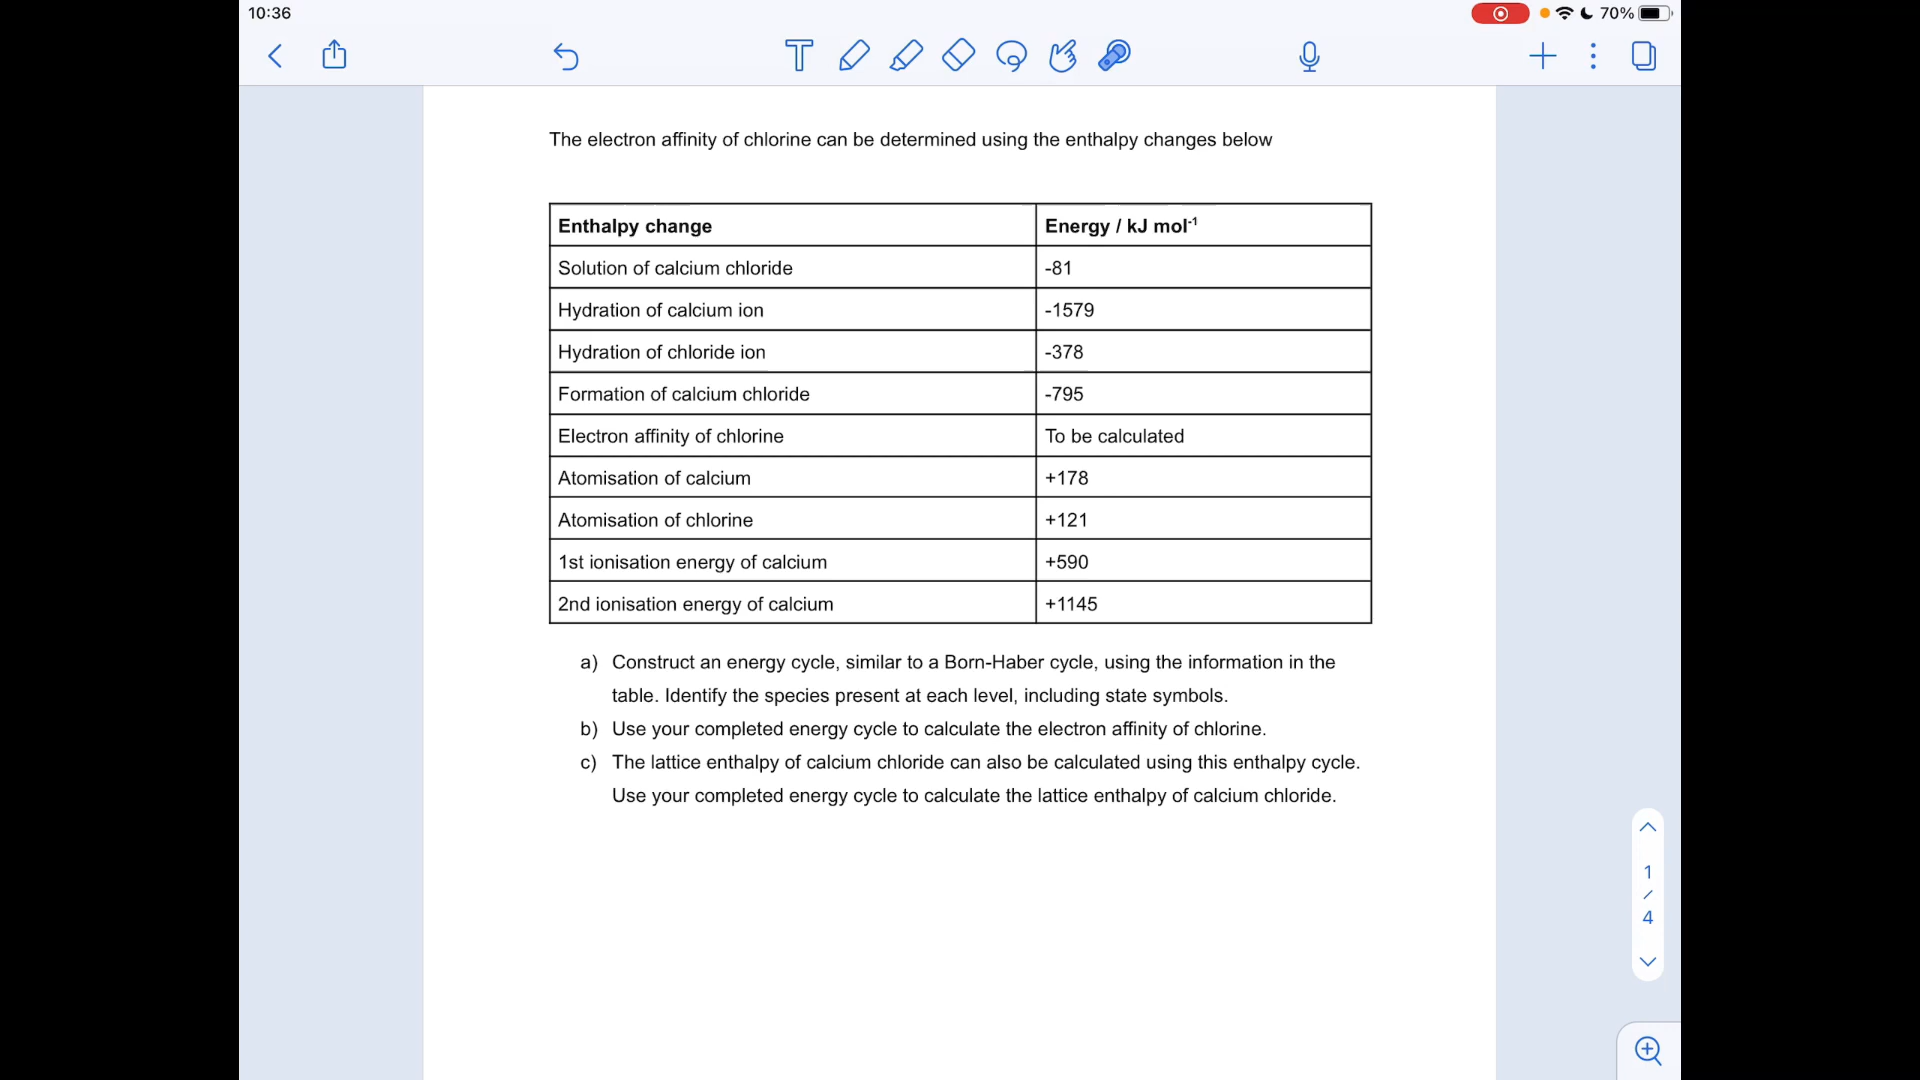 10:36
70%
The electron affinity of chlorine can be determined using the enthalpy changes below
Enthalpy change Energy / kJ mol⁻¹
Solution of calcium chloride -81
Hydration of calcium ion -1579
Hydration of chloride ion -378
Formation of calcium chloride -795
Electron affinity of chlorine To be calculated
Atomisation of calcium +178
Atomisation of chlorine +121
1st ionisation energy of calcium +590
2nd ionisation energy of calcium +1145
a) Construct an energy cycle, similar to a Born-Haber cycle, using the information in the
table. Identify the species present at each level, including state symbols.
b) Use your completed energy cycle to calculate the electron affinity of chlorine.
c) The lattice enthalpy of calcium chloride can also be calculated using this enthalpy cycle.
Use your completed energy cycle to calculate the lattice enthalpy of calcium chloride.
1
/
4